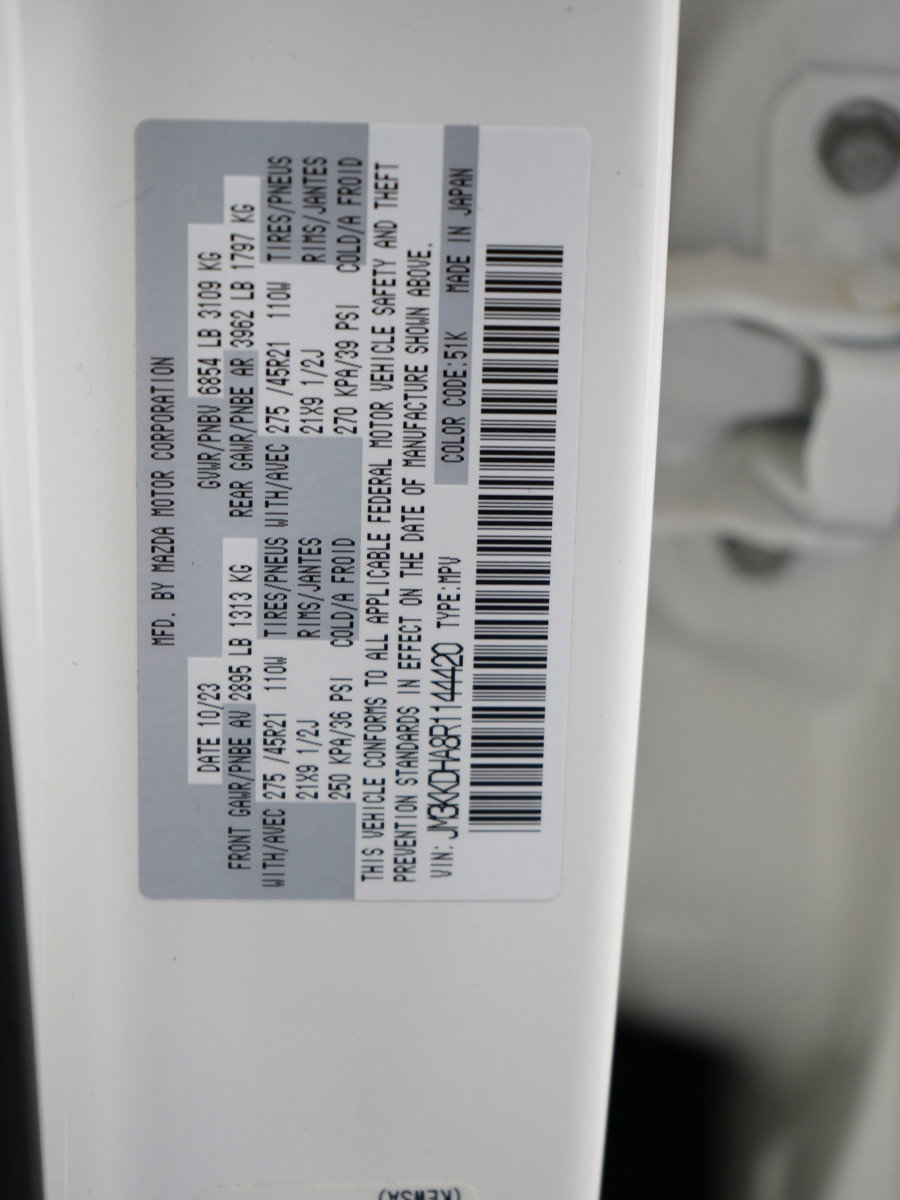 MFD. BY MAZDA MOTOR CORPORATION
DATE 10/23 GVWR/PNBV 6854 LB 3109 KG
FRONT GAWR/PNBE AV 2895 LB 1313 KG REAR GAWR/PNBE AR 3962 LB 1797 KG
WITH/AVEC 275 /45R21 110W TIRES/PNEUS WITH/AVEC 275 /45R21 110W TIRES/PNEUS
21X9 1/2J RIMS/JANTES 21X9 1/2J RIMS/JANTES
250 KPA/36 PSI COLD/A FROID 270 KPA/39 PSI COLD/A FROID
THIS VEHICLE CONFORMS TO ALL APPLICABLE FEDERAL MOTOR VEHICLE SAFETY AND THEFT
PREVENTION STANDARDS IN EFFECT ON THE DATE OF MANUFACTURE SHOWN ABOVE.
VIN: JM3KKDHA8R1144420 TYPE:MPV COLOR CODE:51K MADE IN JAPAN
(KEWSA)